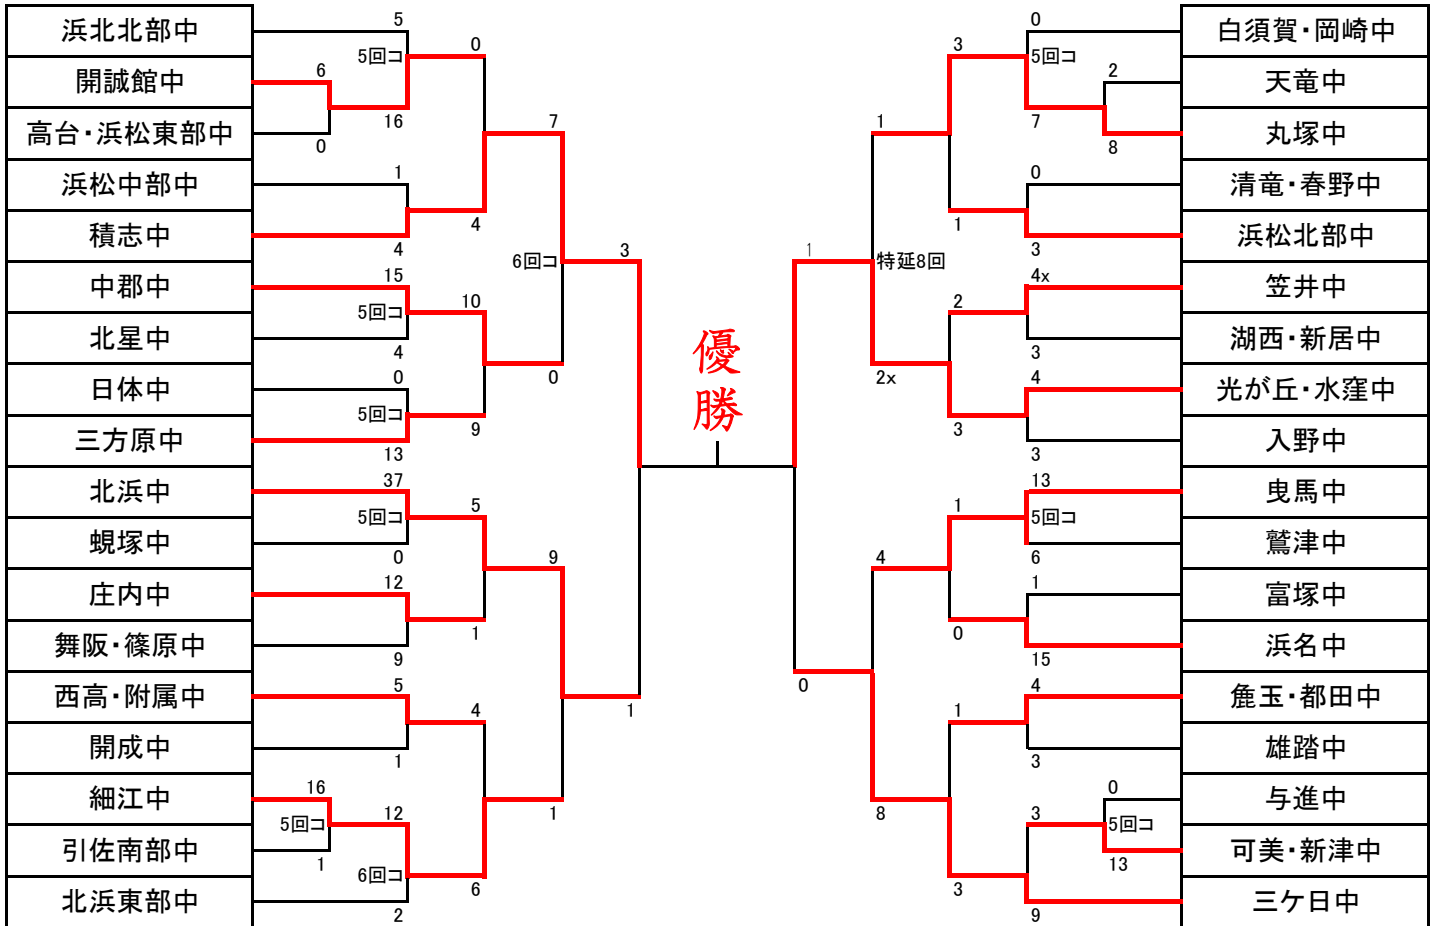 浜北北部中
開誠館中
高台・浜松東部中
浜松中部中
積志中
中郡中
北星中
日体中
三方原中
北浜中
蜆塚中
庄内中
舞阪・篠原中
西高・附属中
開成中
細江中
引佐南部中
北浜東部中
5
5回コ
6
0
16
1
4
15
5回コ
4
0
5回コ
13
37
5回コ
0
12
9
5
1
16
5回コ
1
12
6回コ
2
0
4
10
9
5
1
4
6
7
6回コ
0
9
1
3
1
優
勝
1
0
1
特延8回
2x
4
8
3
1
2
3
1
0
1
3
0
5回コ
2
7
8
0
3
4x
3
4
3
13
5回コ
6
1
15
4
3
0
3
5回コ
13
9
白須賀・岡崎中
天竜中
丸塚中
清竜・春野中
浜松北部中
笠井中
湖西・新居中
光が丘・水窪中
入野中
曳馬中
鷲津中
富塚中
浜名中
麁玉・都田中
雄踏中
与進中
可美・新津中
三ケ日中